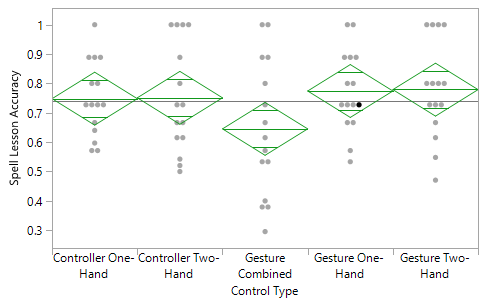 Spell Lesson Accuracy
1
0.9
0.8
0.7
0.6
0.5
0.4
0.3
Controller One-
Hand
Controller Two-
Hand
Gesture
Combined
Gesture One-
Hand
Gesture Two-
Hand
Control Type